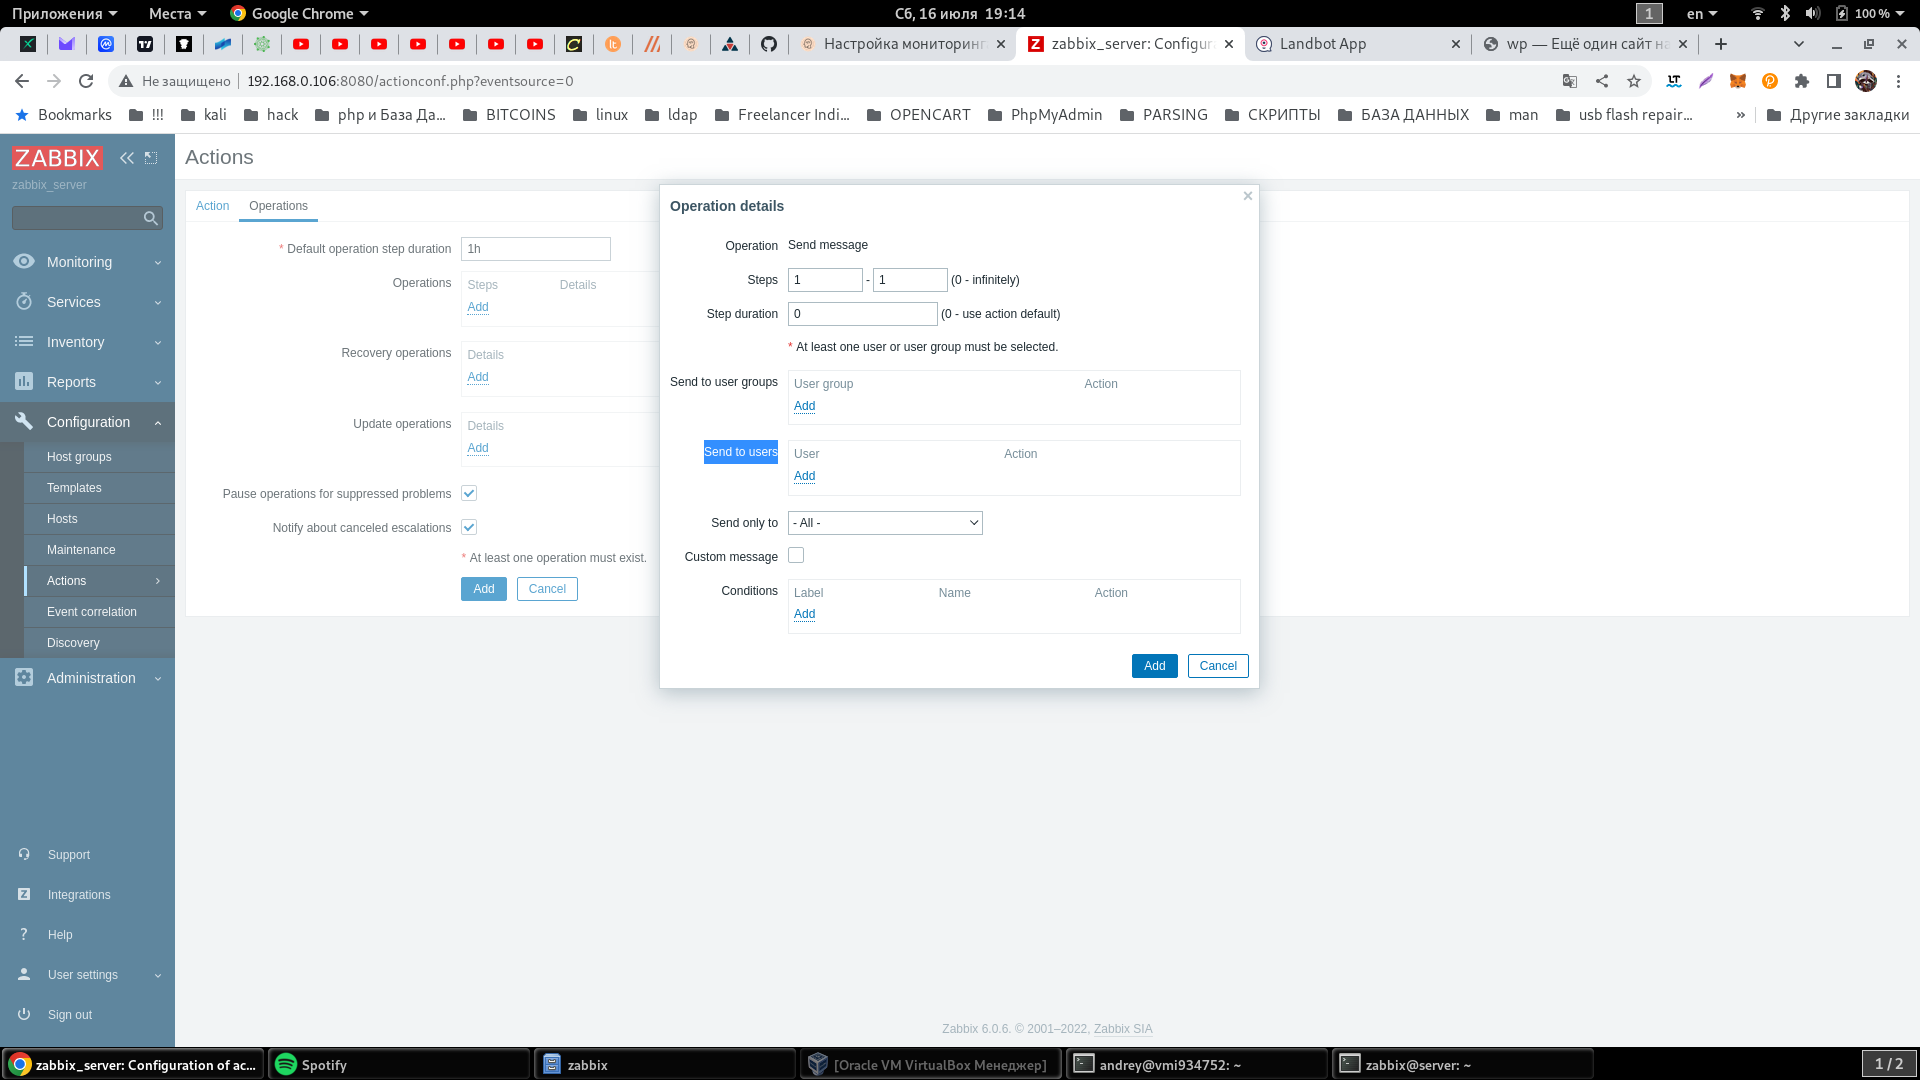 Приложения Места Google Chrome Сб, 16 июля 19:14 1 en 100 %
Настройка мониторинг zabbix_server: Configur Landbot App wp — Ещё один сайт на
Не защищено 192.168.0.106:8080/actionconf.php?eventsource=0
Bookmarks !!! kali hack php и База Да... BITCOINS linux ldap Freelancer Indi... OPENCART PhpMyAdmin PARSING СКРИПТЫ БАЗА ДАННЫХ man usb flash repair... » Другие закладки
ZABBIX
zabbix_server
Monitoring
Services
Inventory
Reports
Configuration
Host groups
Templates
Hosts
Maintenance
Actions
Event correlation
Discovery
Administration
Support
Integrations
Help
User settings
Sign out
Actions
Action Operations
* Default operation step duration 1h
Operations Steps Details
Add
Recovery operations Details
Add
Update operations Details
Add
Pause operations for suppressed problems
Notify about canceled escalations
* At least one operation must exist.
Add Cancel
Operation details
Operation Send message
Steps 1 - 1 (0 - infinitely)
Step duration 0 (0 - use action default)
* At least one user or user group must be selected.
Send to user groups User group Action
Add
Send to users User Action
Add
Send only to - All -
Custom message
Conditions Label Name Action
Add
Add Cancel
Zabbix 6.0.6. © 2001–2022, Zabbix SIA
zabbix_server: Configuration of ac... Spotify zabbix [Oracle VM VirtualBox Менеджер] andrey@vmi934752: ~ zabbix@server: ~ 1 / 2